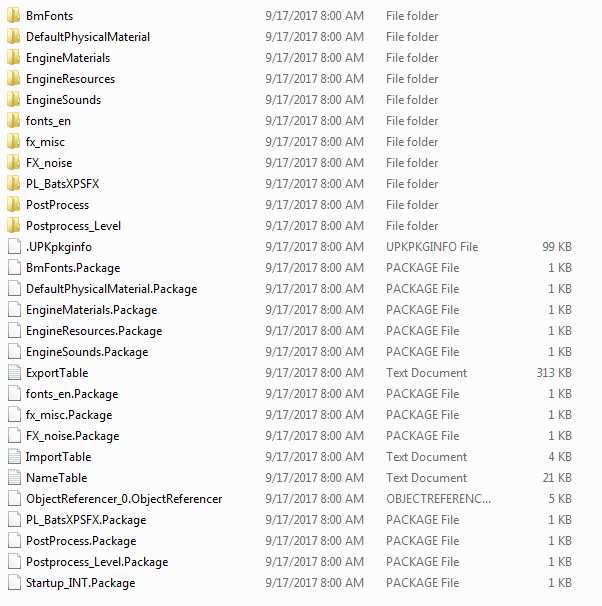 BmFonts 9/17/2017 8:00 AM File folder
DefaultPhysicalMaterial 9/17/2017 8:00 AM File folder
EngineMaterials 9/17/2017 8:00 AM File folder
EngineResources 9/17/2017 8:00 AM File folder
EngineSounds 9/17/2017 8:00 AM File folder
fonts_en 9/17/2017 8:00 AM File folder
fx_misc 9/17/2017 8:00 AM File folder
FX_noise 9/17/2017 8:00 AM File folder
PL_BatsXPSFX 9/17/2017 8:00 AM File folder
PostProcess 9/17/2017 8:00 AM File folder
Postprocess_Level 9/17/2017 8:00 AM File folder
.UPKpkginfo 9/17/2017 8:00 AM UPKPKGINFO File 99 KB
BmFonts.Package 9/17/2017 8:00 AM PACKAGE File 1 KB
DefaultPhysicalMaterial.Package 9/17/2017 8:00 AM PACKAGE File 1 KB
EngineMaterials.Package 9/17/2017 8:00 AM PACKAGE File 1 KB
EngineResources.Package 9/17/2017 8:00 AM PACKAGE File 1 KB
EngineSounds.Package 9/17/2017 8:00 AM PACKAGE File 1 KB
ExportTable 9/17/2017 8:00 AM Text Document 313 KB
fonts_en.Package 9/17/2017 8:00 AM PACKAGE File 1 KB
fx_misc.Package 9/17/2017 8:00 AM PACKAGE File 1 KB
FX_noise.Package 9/17/2017 8:00 AM PACKAGE File 1 KB
ImportTable 9/17/2017 8:00 AM Text Document 4 KB
NameTable 9/17/2017 8:00 AM Text Document 21 KB
ObjectReferencer_0.ObjectReferencer 9/17/2017 8:00 AM OBJECTREFERENC... 5 KB
PL_BatsXPSFX.Package 9/17/2017 8:00 AM PACKAGE File 1 KB
PostProcess.Package 9/17/2017 8:00 AM PACKAGE File 1 KB
Postprocess_Level.Package 9/17/2017 8:00 AM PACKAGE File 1 KB
Startup_INT.Package 9/17/2017 8:00 AM PACKAGE File 1 KB